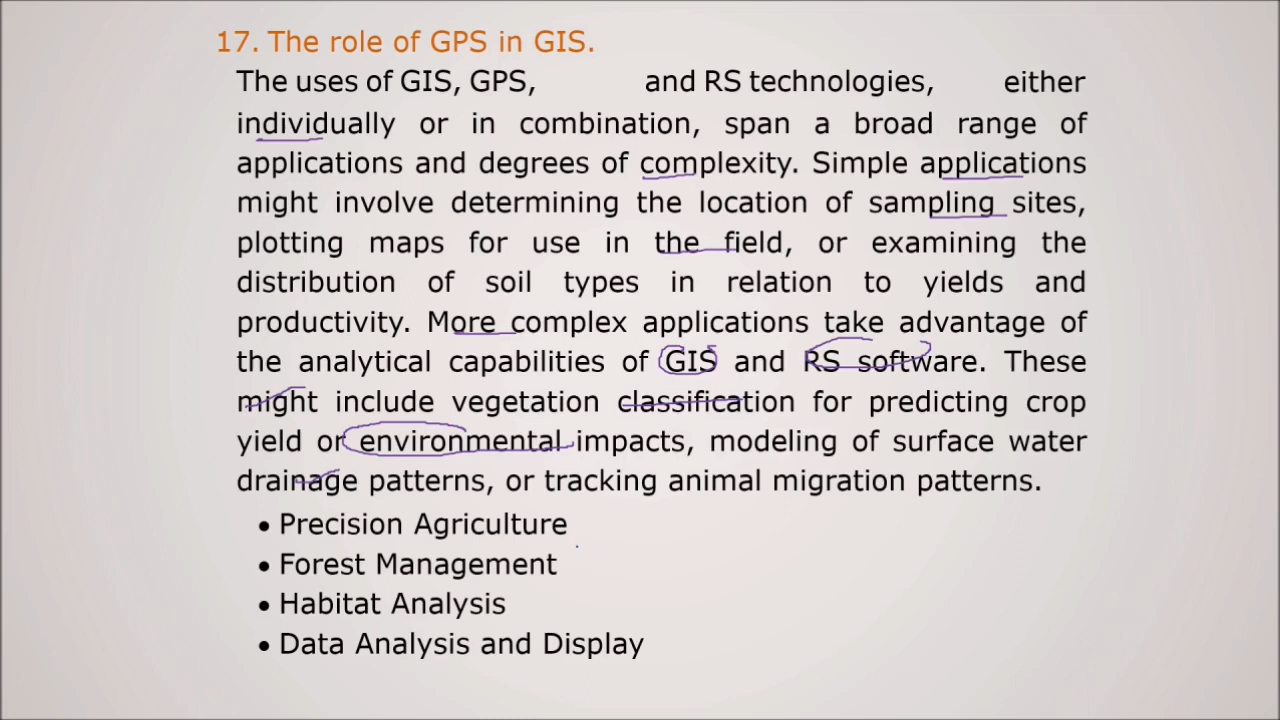 17. The role of GPS in GIS.
The uses of GIS, GPS, and RS technologies, either
individually or in combination, span a broad range of
applications and degrees of complexity. Simple applications
might involve determining the location of sampling sites,
plotting maps for use in the field, or examining the
distribution of soil types in relation to yields and
productivity. More complex applications take advantage of
the analytical capabilities of GIS and RS software. These
might include vegetation classification for predicting crop
yield or environmental impacts, modeling of surface water
drainage patterns, or tracking animal migration patterns.
• Precision Agriculture
• Forest Management
• Habitat Analysis
• Data Analysis and Display